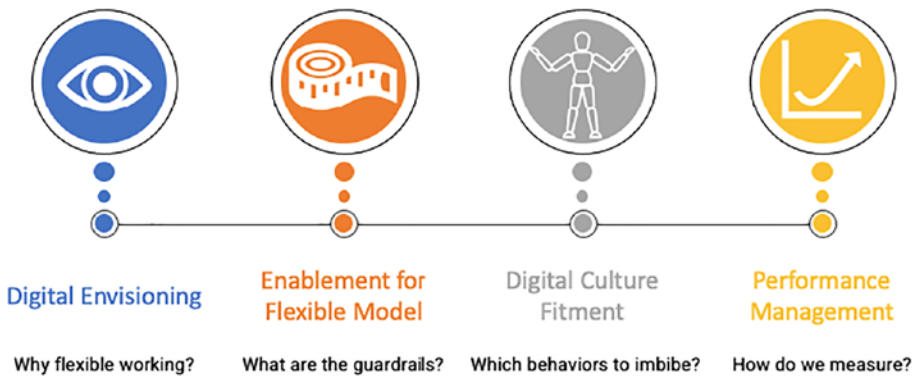 Digital Envisioning
Enablement for
Flexible Model
Digital Culture
Fitment
Performance
Management
Why flexible working?
What are the guardrails?
Which behaviors to imbibe?
How do we measure?